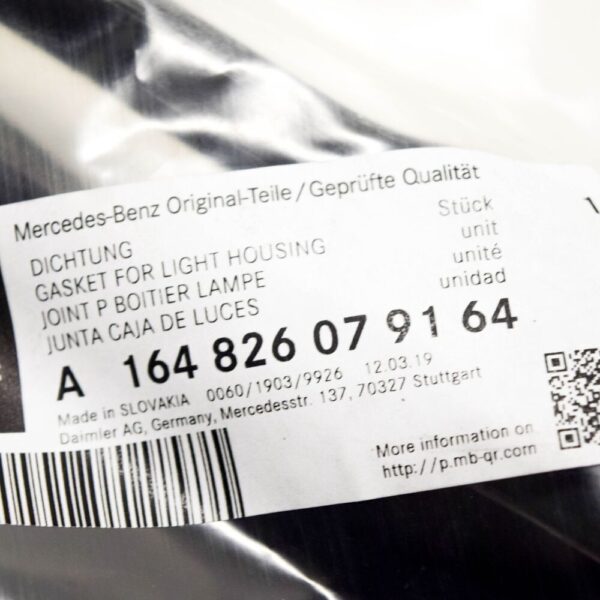 Mercedes-Benz Original-Teile/Geprüfte Qualität
DICHTUNG Stück 1
GASKET FOR LIGHT HOUSING unit
JOINT P BOITIER LAMPE unité
JUNTA CAJA DE LUCES unidad
A 164 826 07 91 64
Made in SLOVAKIA 0060/1903/9926 12.03.19
Daimler AG, Germany, Mercedesstr. 137, 70327 Stuttgart
More information on
http://p.mb-qr.com